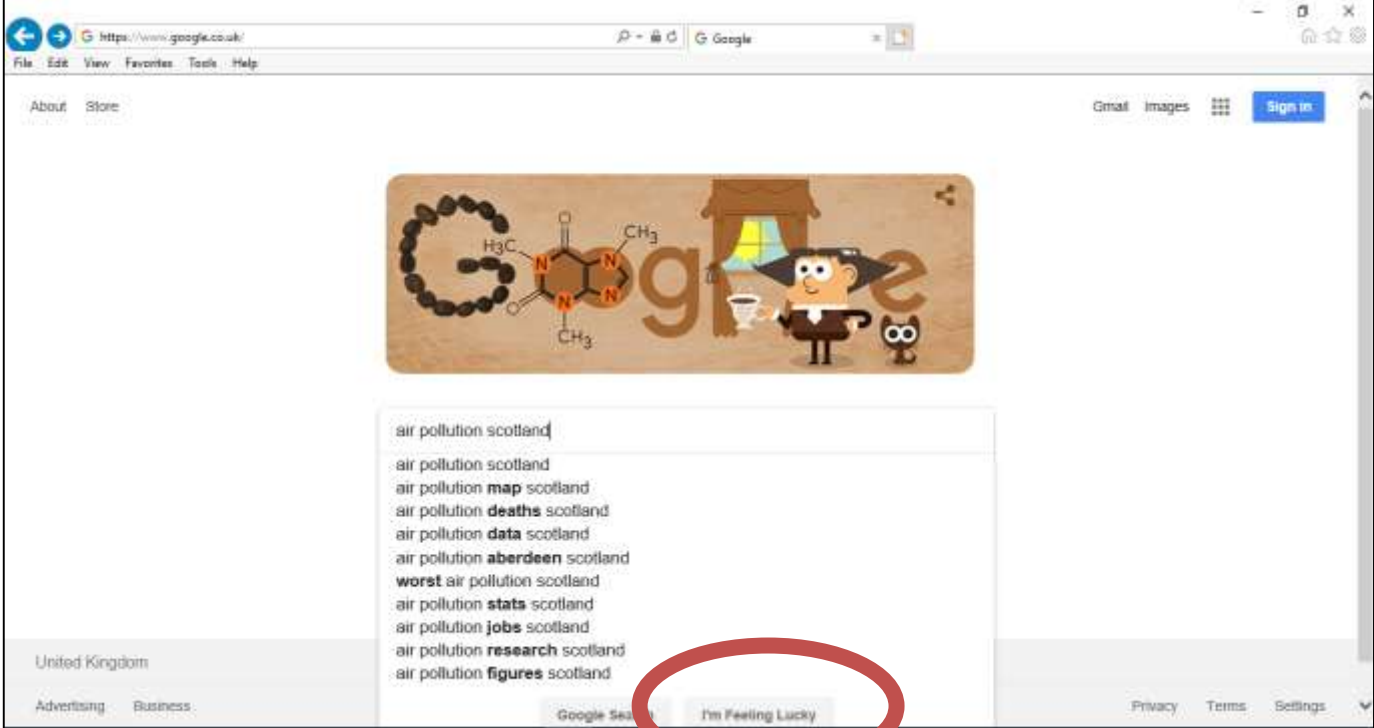 G https://www.google.co.uk/
G Google
File Edit View Favorites Tools Help
About Store
Gmail Images Sign in
Google
H3C O CH3
N N
N N
O
CH3
air pollution scotland
air pollution scotland
air pollution map scotland
air pollution deaths scotland
air pollution data scotland
air pollution aberdeen scotland
worst air pollution scotland
air pollution stats scotland
air pollution jobs scotland
air pollution research scotland
air pollution figures scotland
United Kingdom
Google Search I'm Feeling Lucky
Advertising Business Privacy Terms Settings